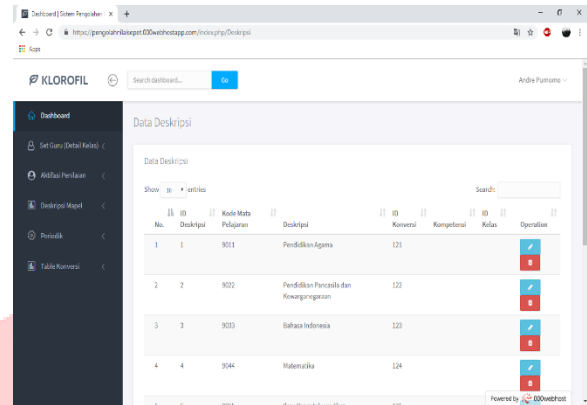 Dashboard | Sistem Pengolahan
https://pengolahnilaisepat.000webhostapp.com/index.php/Deskripsi
Apps
KLOROFIL
Search dashboard...
Go
Andre Purnomo
Dashboard
Set Guru (Detail Kelas)
Aktifasi Penilaian
Deskripsi Mapel
Periodik
Table Konversi
Data Deskripsi
Data Deskripsi
Show 10 entries
Search:
No. ID Deskripsi Kode Mata Pelajaran Deskripsi ID Konversi Kompetensi ID Kelas Operation
1 1 9011 Pendidikan Agama 121
2 2 9022 Pendidikan Pancasila dan Kewarganegaraan 122
3 3 9033 Bahasa Indonesia 123
4 4 9044 Matematika 124
Powered by 000webhost